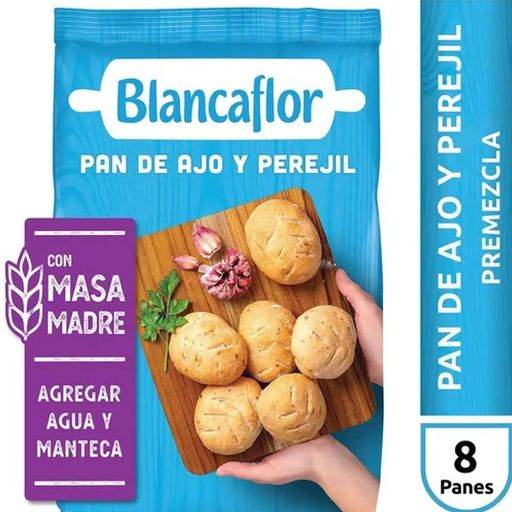 Blancaflor
PAN DE AJO Y PEREJIL
CON
MASA
MADRE
AGREGAR
AGUA Y
MANTECA
PAN DE AJO Y PEREJIL
PREMEZCLA
8
Panes